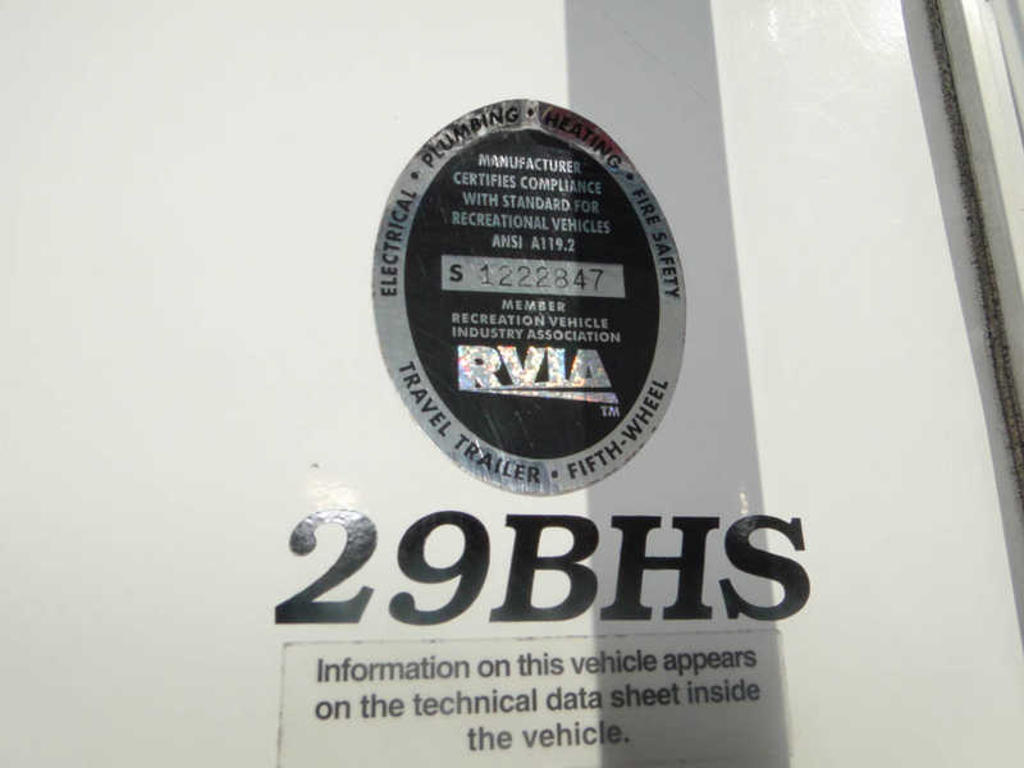 ELECTRICAL • PLUMBING • HEATING • FIRE SAFETY
MANUFACTURER
CERTIFIES COMPLIANCE
WITH STANDARD FOR
RECREATIONAL VEHICLES
ANSI A119.2
S 1222847
MEMBER
RECREATION VEHICLE
INDUSTRY ASSOCIATION
RVIA
TM
TRAVEL TRAILER • FIFTH-WHEEL
29BHS
Information on this vehicle appears
on the technical data sheet inside
the vehicle.